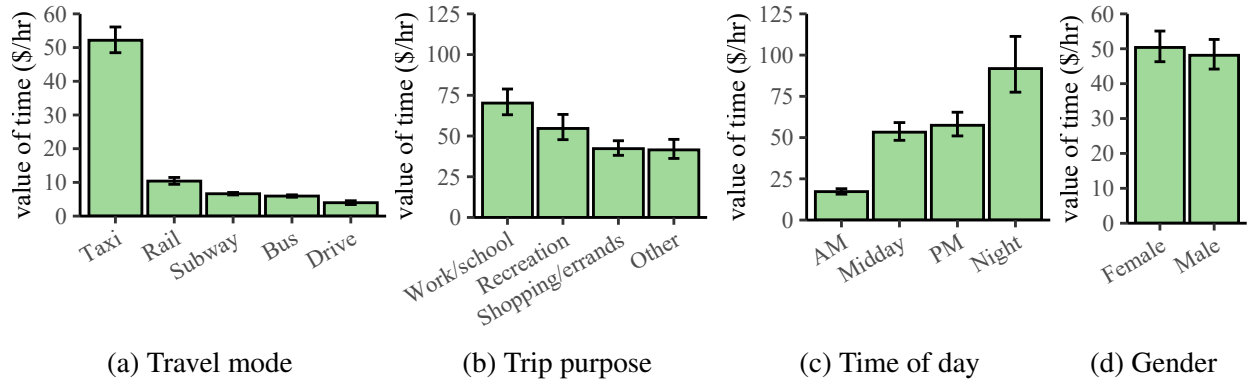 value of time ($/hr)
60
50
40
30
20
10
0
Taxi
Rail
Subway
Bus
Drive
(a) Travel mode
value of time ($/hr)
125
100
75
50
25
0
Work/school
Recreation
Shopping/errands
Other
(b) Trip purpose
value of time ($/hr)
125
100
75
50
25
0
AM
Midday
PM
Night
(c) Time of day
value of time ($/hr)
60
50
40
30
20
10
0
Female
Male
(d) Gender